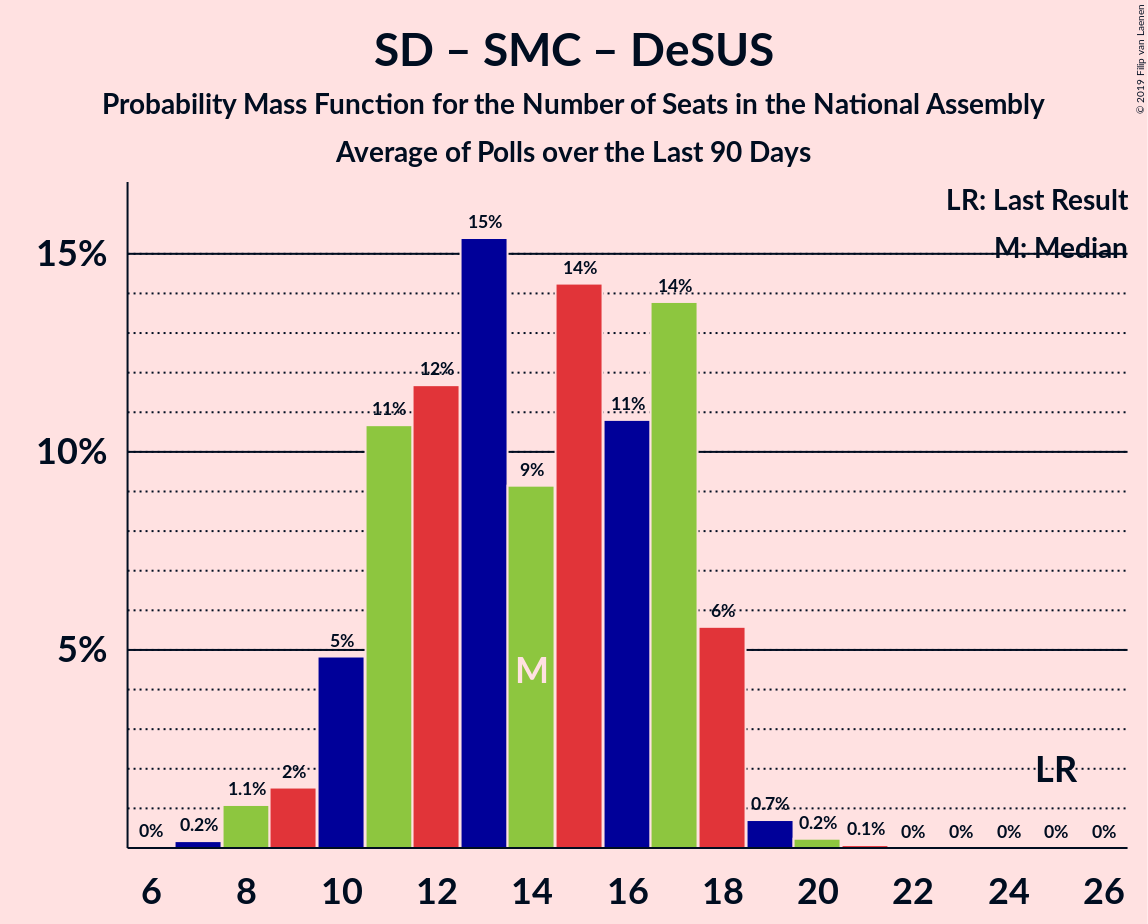 SD – SMC – DeSUS
Probability Mass Function for the Number of Seats in the National Assembly
Average of Polls over the Last 90 Days
© 2019 Filip van Laenen
LR: Last Result
M: Median
15%
10%
5%
0%
0.2%
1.1%
2%
5%
11%
12%
15%
9%
14%
11%
14%
6%
0.7%
0.2%
0.1%
0%
0%
0%
0%
0%
M
LR
6 8 10 12 14 16 18 20 22 24 26